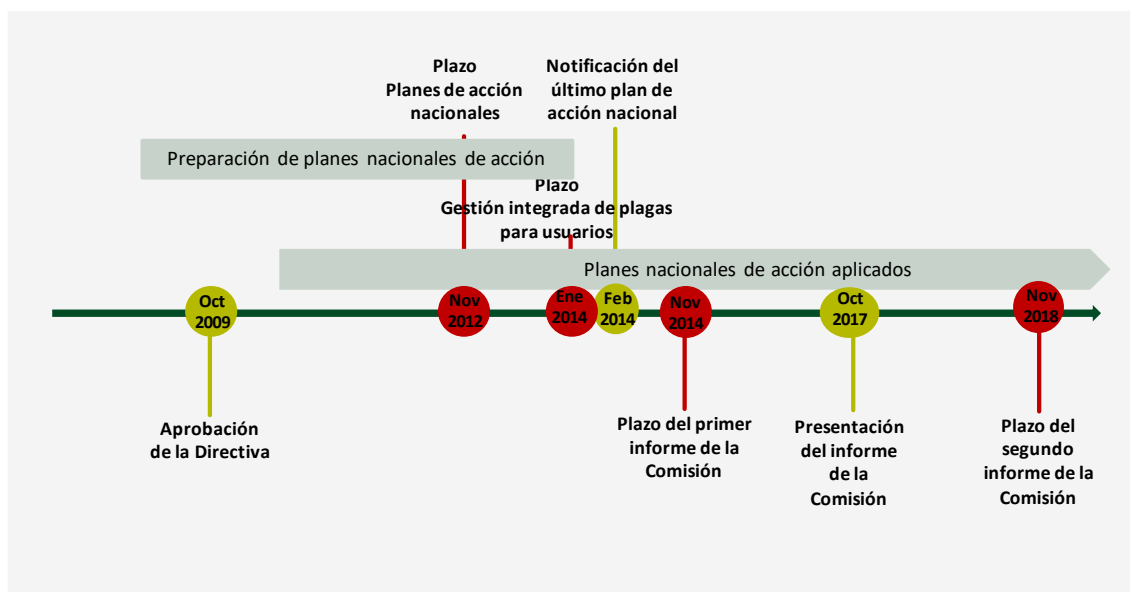 Plazo
Planes de acción
nacionales
Notificación del
último plan de
acción nacional
Preparación de planes nacionales de acción
Plazo
Gestión integrada de plagas
para usuarios
Planes nacionales de acción aplicados
Oct
2009
Nov
2012
Ene
2014
Feb
2014
Nov
2014
Oct
2017
Nov
2018
Aprobación
de la Directiva
Plazo del primer
informe de la
Comisión
Presentación
del informe
de la
Comisión
Plazo del
segundo
informe de la
Comisión